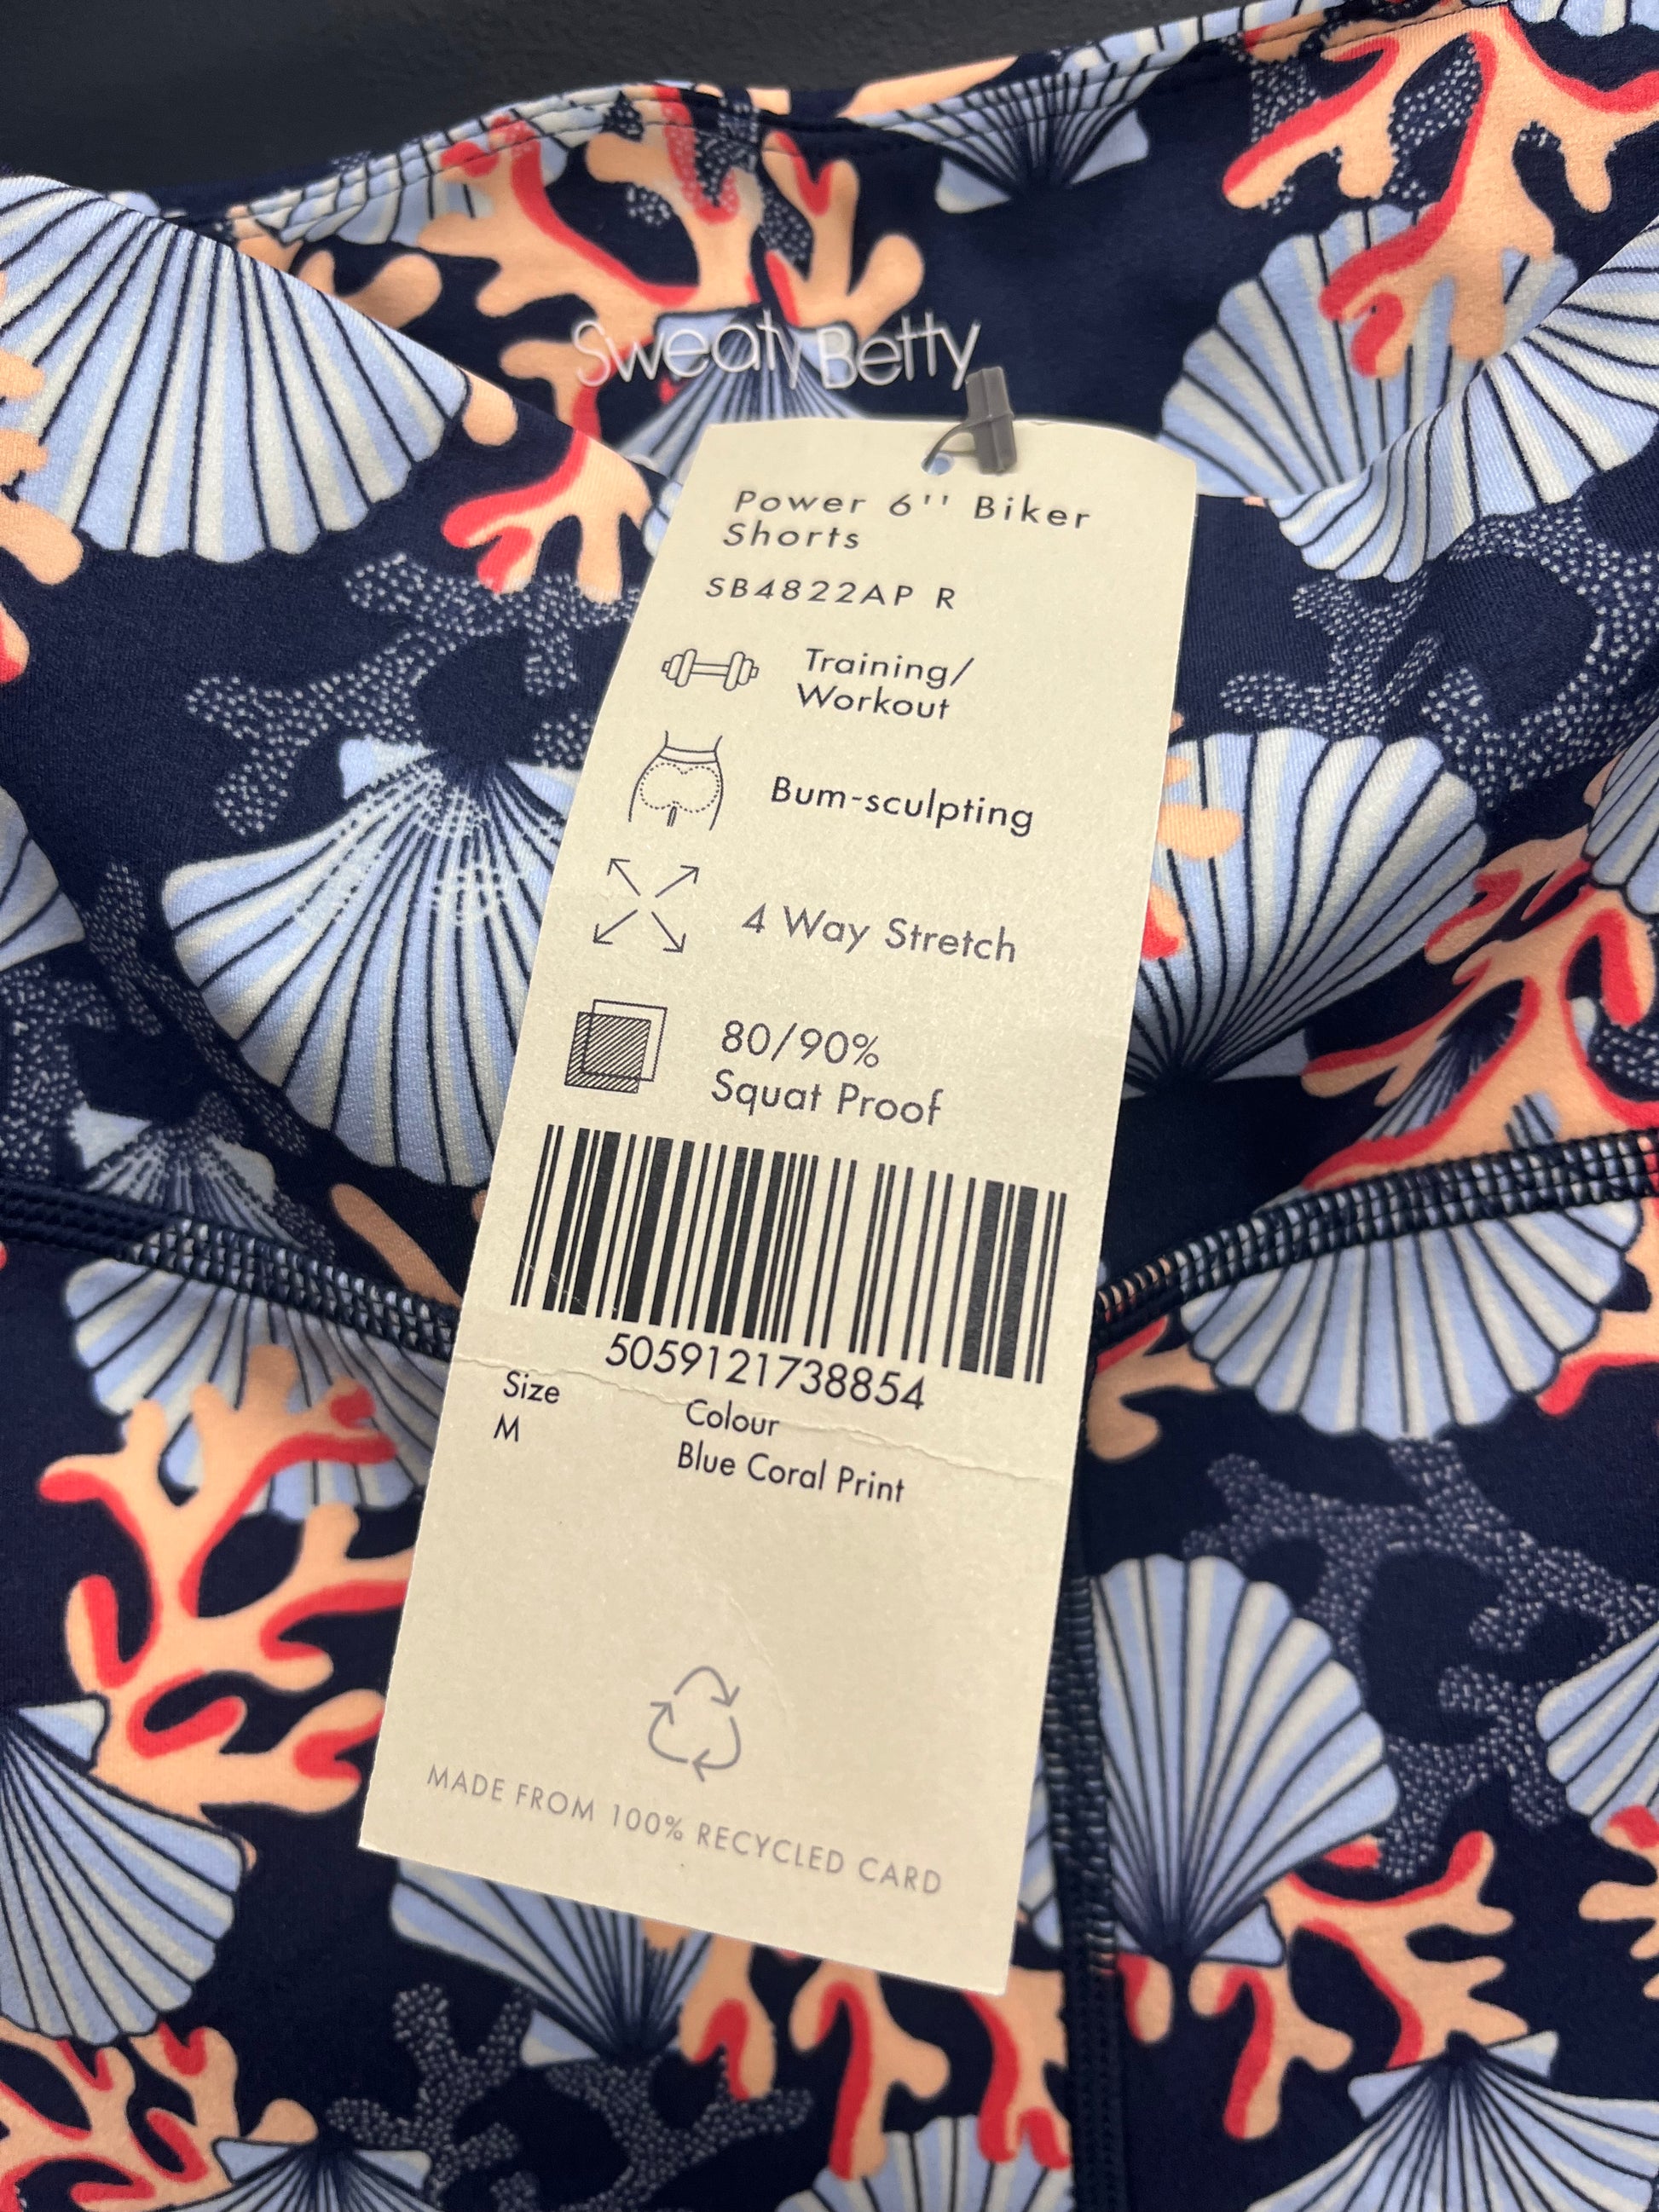 Sweaty Betty
Power 6'' Biker
Shorts
SB4822AP R
Training/
Workout
Bum-sculpting
4 Way Stretch
80/90%
Squat Proof
5059121738854
Size
M
Colour
Blue Coral Print
MADE FROM 100% RECYCLED CARD